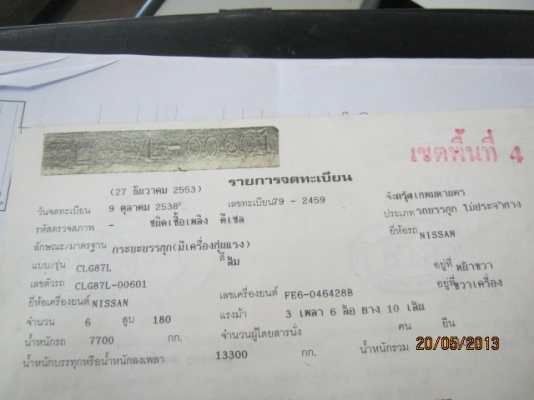 CLG 87L-00601
เขตพื้นที่ 4
(27 ธันวาคม 2553) รายการจดทะเบียน
วันจดทะเบียน 9 ตุลาคม 2538 เลขทะเบียน 79 - 2459 จังหวัด กรุงเทพมหานคร
รหัสตรวจสภาพ - ชนิดเชื้อเพลิง ดีเซล ประเภท รถบรรทุก ไม่ประจำทาง
ลักษณะ/มาตรฐาน กระบะบรรทุก(มีเครื่องทุ่นแรง) ยี่ห้อรถ NISSAN
แบบ/รุ่น CLG87L สี ส้ม
เลขตัวรถ CLG87L-00601 อยู่ที่
ยี่ห้อเครื่องยนต์ NISSAN เลขเครื่องยนต์ FE6-046428B อยู่ที่ ขวาเครื่อง
จำนวน 6 สูบ 180 แรงม้า 3 เพลา 6 ล้อ ยาง 10 เส้น
น้ำหนักรถ 7700 กก. จำนวนผู้โดยสารนั่ง คน ยืน
น้ำหนักบรรทุกหรือน้ำหนักลงเพลา 13300 กก. น้ำหนักรวม
20/05/2013